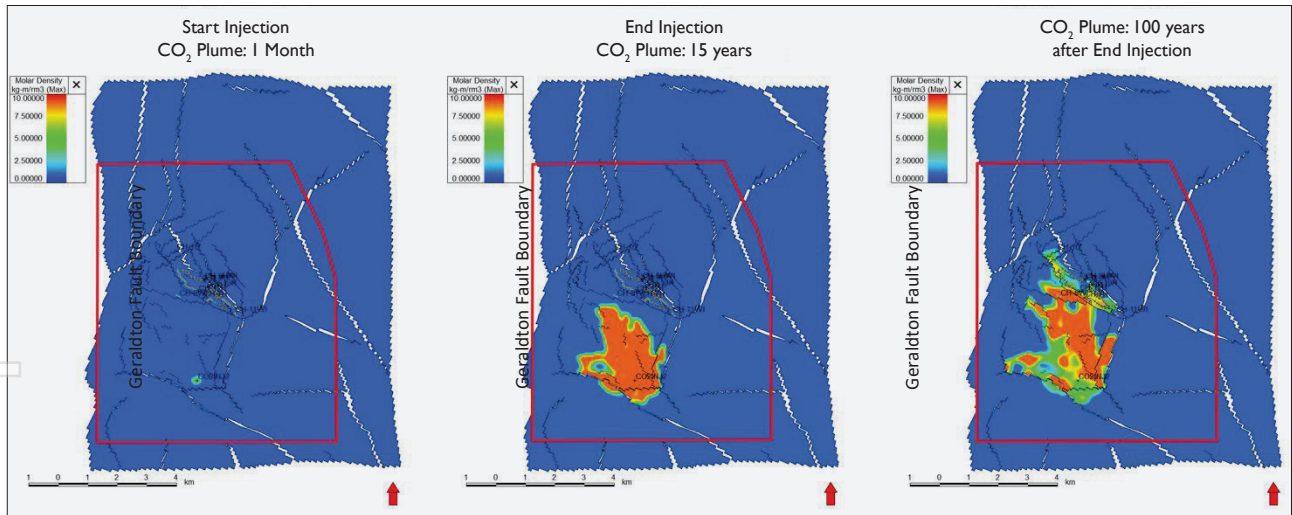 Start Injection
CO₂ Plume: 1 Month
Molar Density
kg-m/rm3 (Max)
10.00000
7.50000
5.00000
2.50000
0.00000
Geraldton Fault Boundary
1 0 1 2 3 4
km
End Injection
CO₂ Plume: 15 years
Molar Density
kg-m/rm3 (Max)
10.00000
7.50000
5.00000
2.50000
0.00000
Geraldton Fault Boundary
1 0 1 2 3 4
km
CO₂ Plume: 100 years
after End Injection
Molar Density
kg-m/rm3 (Max)
10.00000
7.50000
5.00000
2.50000
0.00000
Geraldton Fault Boundary
1 0 1 2 3 4
km